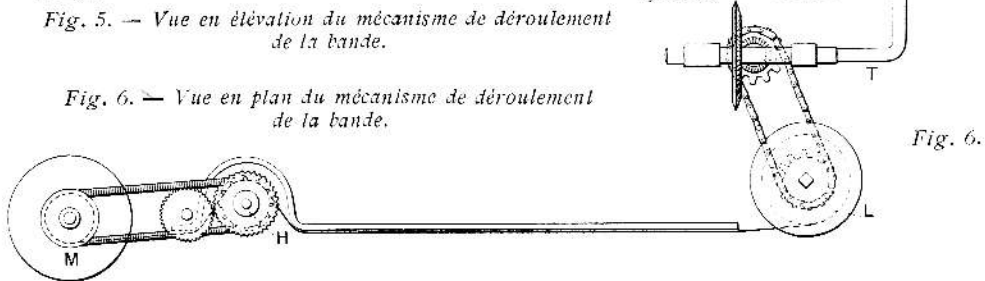 Fig. 5. — Vue en élévation du mécanisme de déroulement
de la bande.
T
Fig. 6. — Vue en plan du mécanisme de déroulement
de la bande.
Fig. 6.
L
H
M